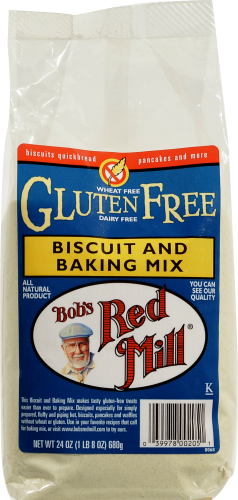 biscuits quickbread pancakes and more
WHEAT FREE
GLUTEN FREE
DAIRY FREE
BISCUIT AND
BAKING MIX
ALL
NATURAL
PRODUCT
YOU CAN
SEE OUR
QUALITY
Bob's
Red
Mill
K
This Biscuit and Baking Mix makes tasty gluten-free treats
easier than ever to prepare. Designed especially for simply
prepared, fluffy and piping hot, biscuits, pancakes and waffles
without wheat or gluten. Use in your favorite recipes that call
for baking mix, or visit www.bobsredmill.com to try ours.
NET WT 24 OZ (1 LB 8 OZ) 680g
0 39978 00205 1